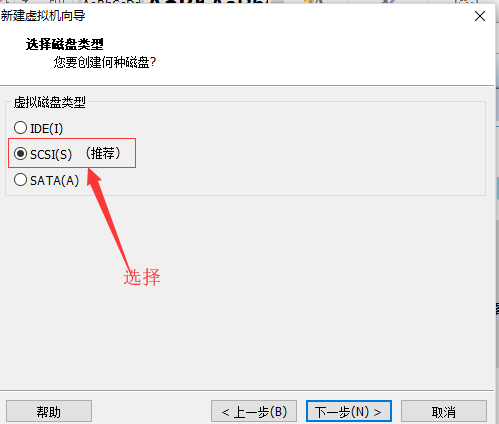 新建虚拟机向导
选择磁盘类型
您要创建何种磁盘?
虚拟磁盘类型
IDE(I)
SCSI(S) （推荐）
SATA(A)
选择
帮助
< 上一步(B)
下一步(N) >
取消